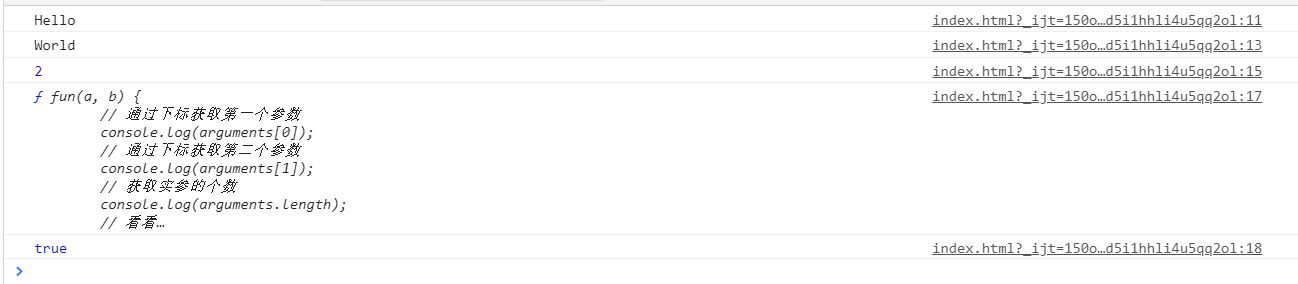 Hello index.html?_ijt=150o…d5i1hhli4u5qq2ol:11
World index.html?_ijt=150o…d5i1hhli4u5qq2ol:13
2 index.html?_ijt=150o…d5i1hhli4u5qq2ol:15
ƒ fun(a, b) { index.html?_ijt=150o…d5i1hhli4u5qq2ol:17
// 通过下标获取第一个参数
console.log(arguments[0]);
// 通过下标获取第二个参数
console.log(arguments[1]);
// 获取实参的个数
console.log(arguments.length);
// 看看…
true index.html?_ijt=150o…d5i1hhli4u5qq2ol:18
>